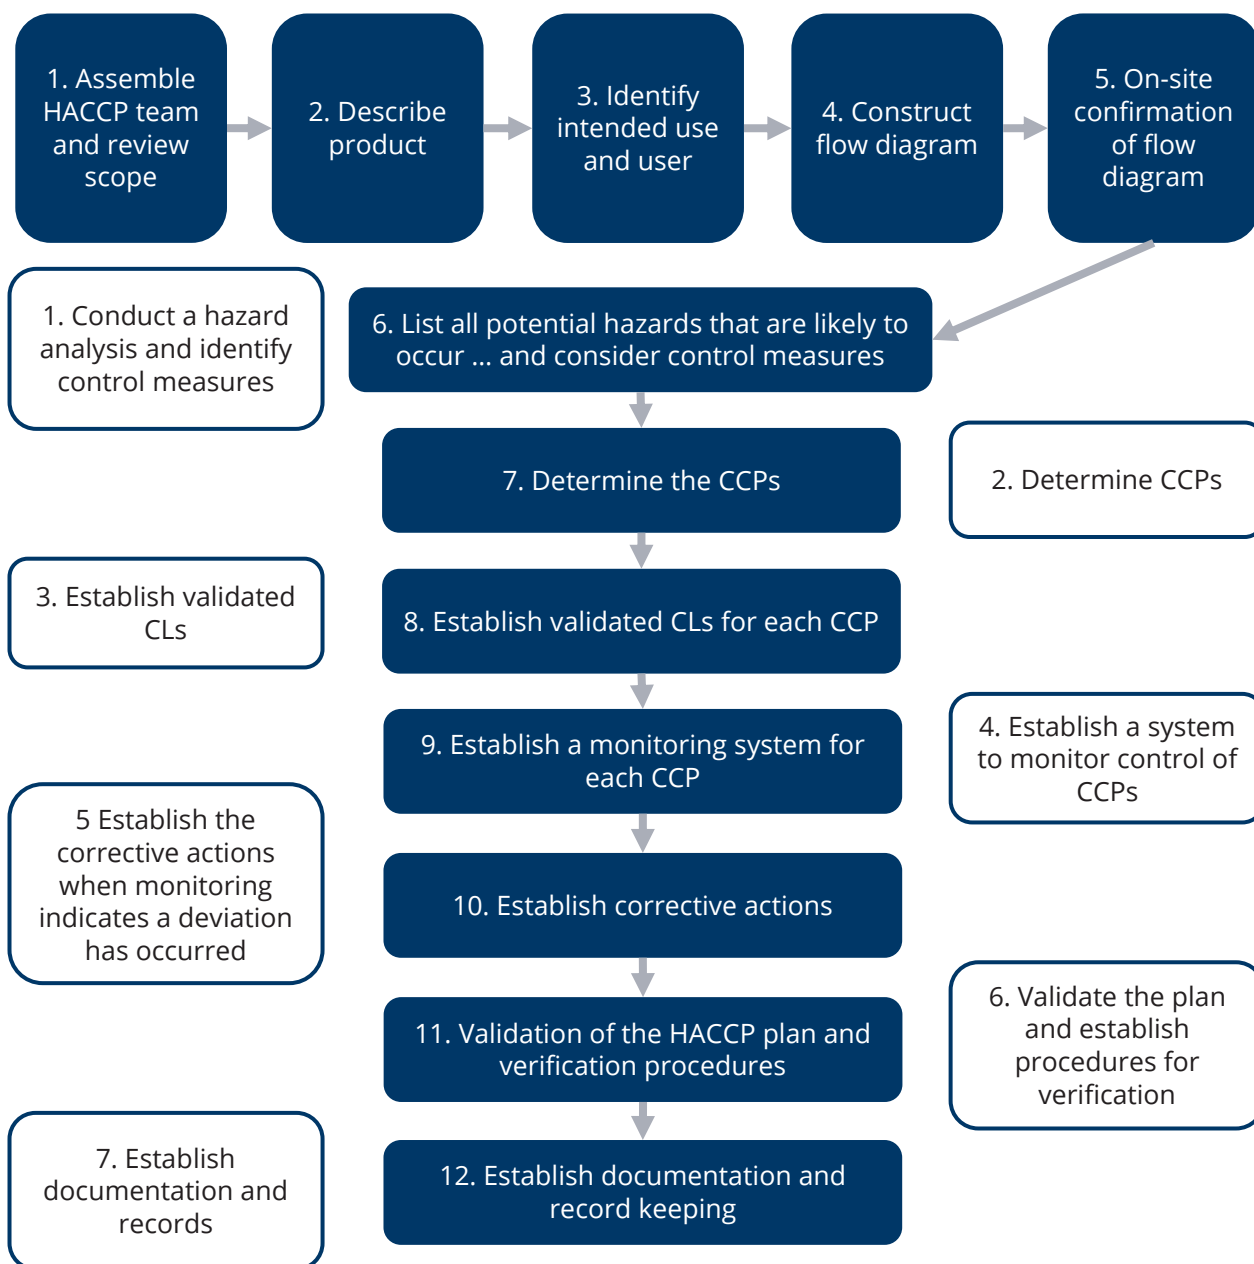 1. Assemble
HACCP team
and review
scope
2. Describe
product
3. Identify
intended use
and user
4. Construct
flow diagram
5. On-site
confirmation
of flow
diagram
1. Conduct a hazard
analysis and identify
control measures
6. List all potential hazards that are likely to
occur ... and consider control measures
7. Determine the CCPs
2. Determine CCPs
3. Establish validated
CLs
8. Establish validated CLs for each CCP
9. Establish a monitoring system for
each CCP
4. Establish a system
to monitor control of
CCPs
5 Establish the
corrective actions
when monitoring
indicates a deviation
has occurred
10. Establish corrective actions
11. Validation of the HACCP plan and
verification procedures
6. Validate the plan
and establish
procedures for
verification
7. Establish
documentation and
records
12. Establish documentation and
record keeping